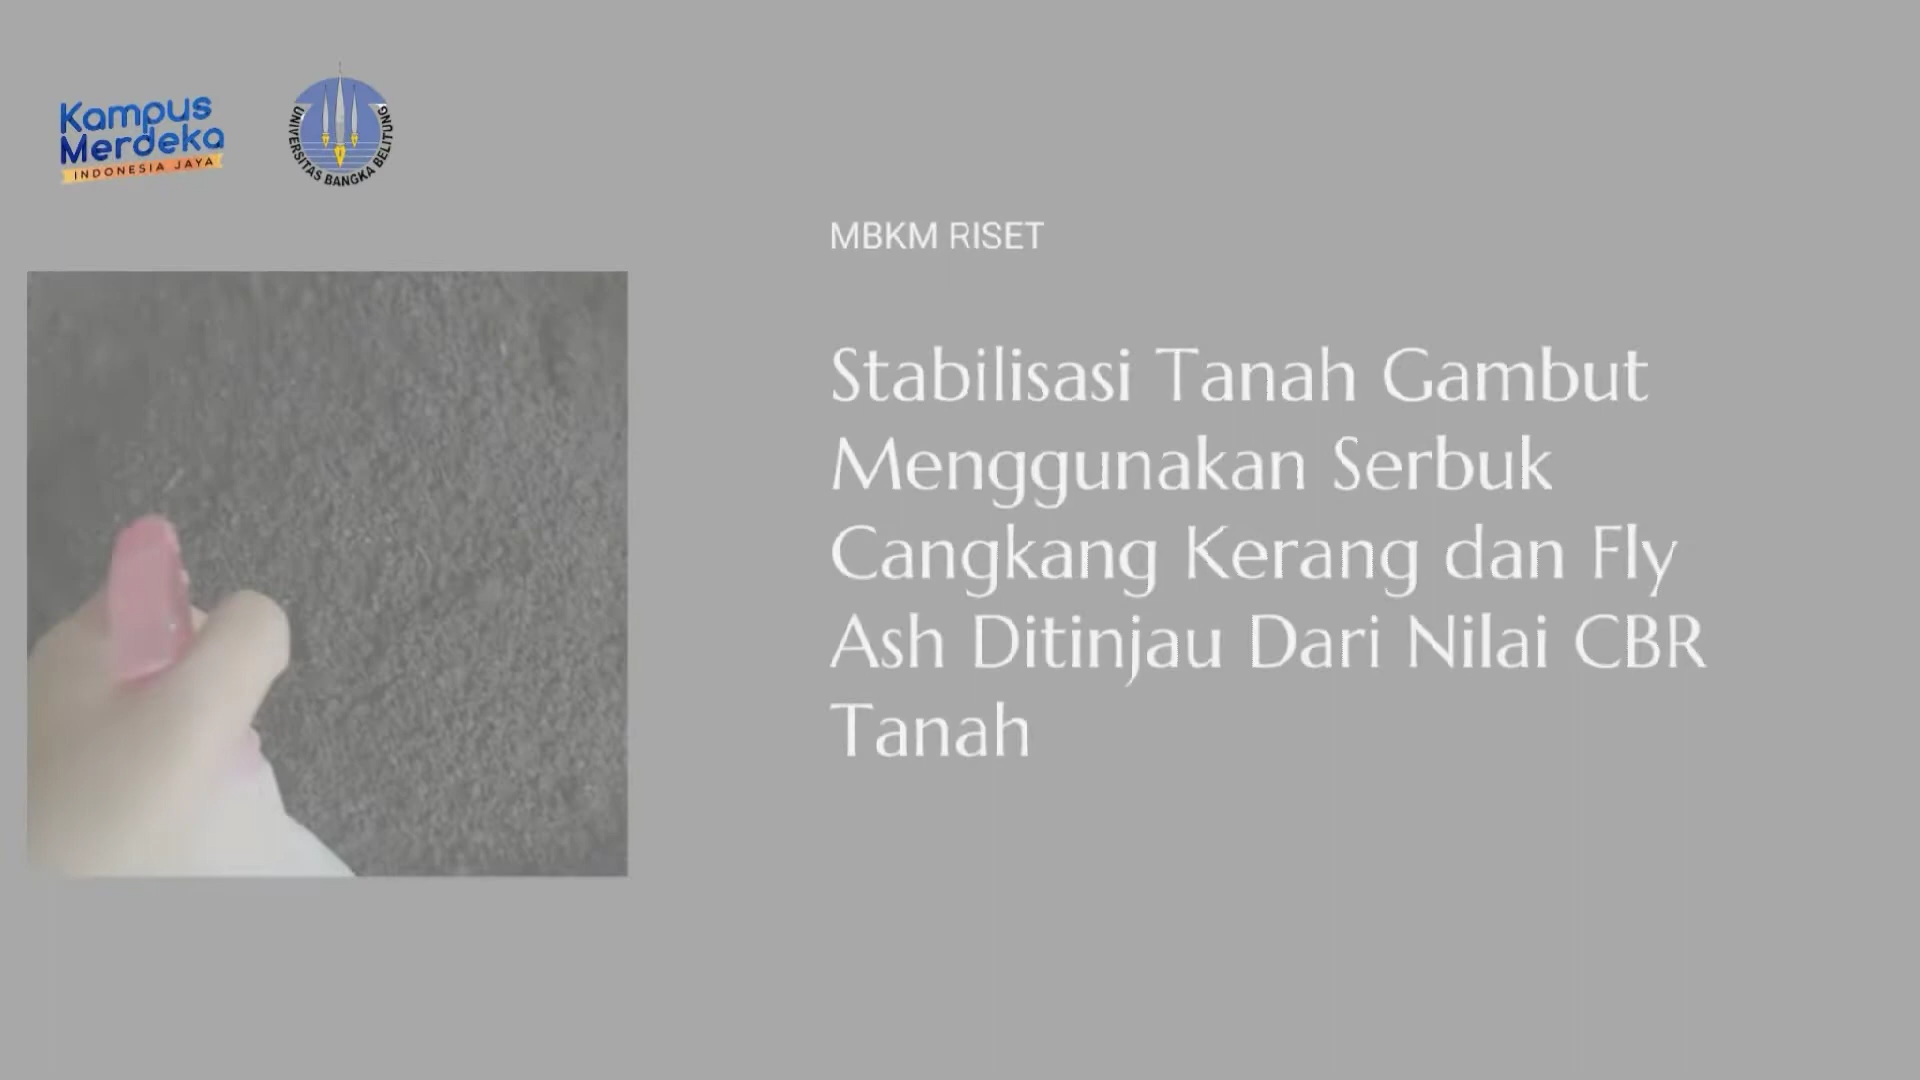 Kampus
Merdeka
INDONESIA JAYA
UNIVERSITAS BANGKA BELITUNG
MBKM RISET
Stabilisasi Tanah Gambut
Menggunakan Serbuk
Cangkang Kerang dan Fly
Ash Ditinjau Dari Nilai CBR
Tanah